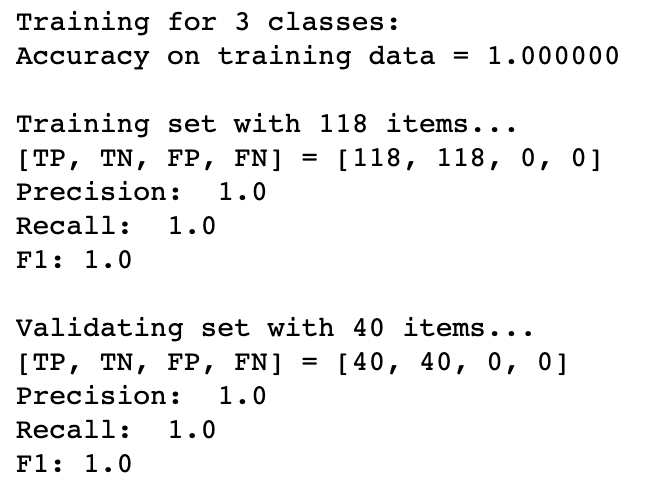 Training for 3 classes:
Accuracy on training data = 1.000000
Training set with 118 items...
[TP, TN, FP, FN] = [118, 118, 0, 0]
Precision:  1.0
Recall:  1.0
F1: 1.0
Validating set with 40 items...
[TP, TN, FP, FN] = [40, 40, 0, 0]
Precision:  1.0
Recall:  1.0
F1: 1.0